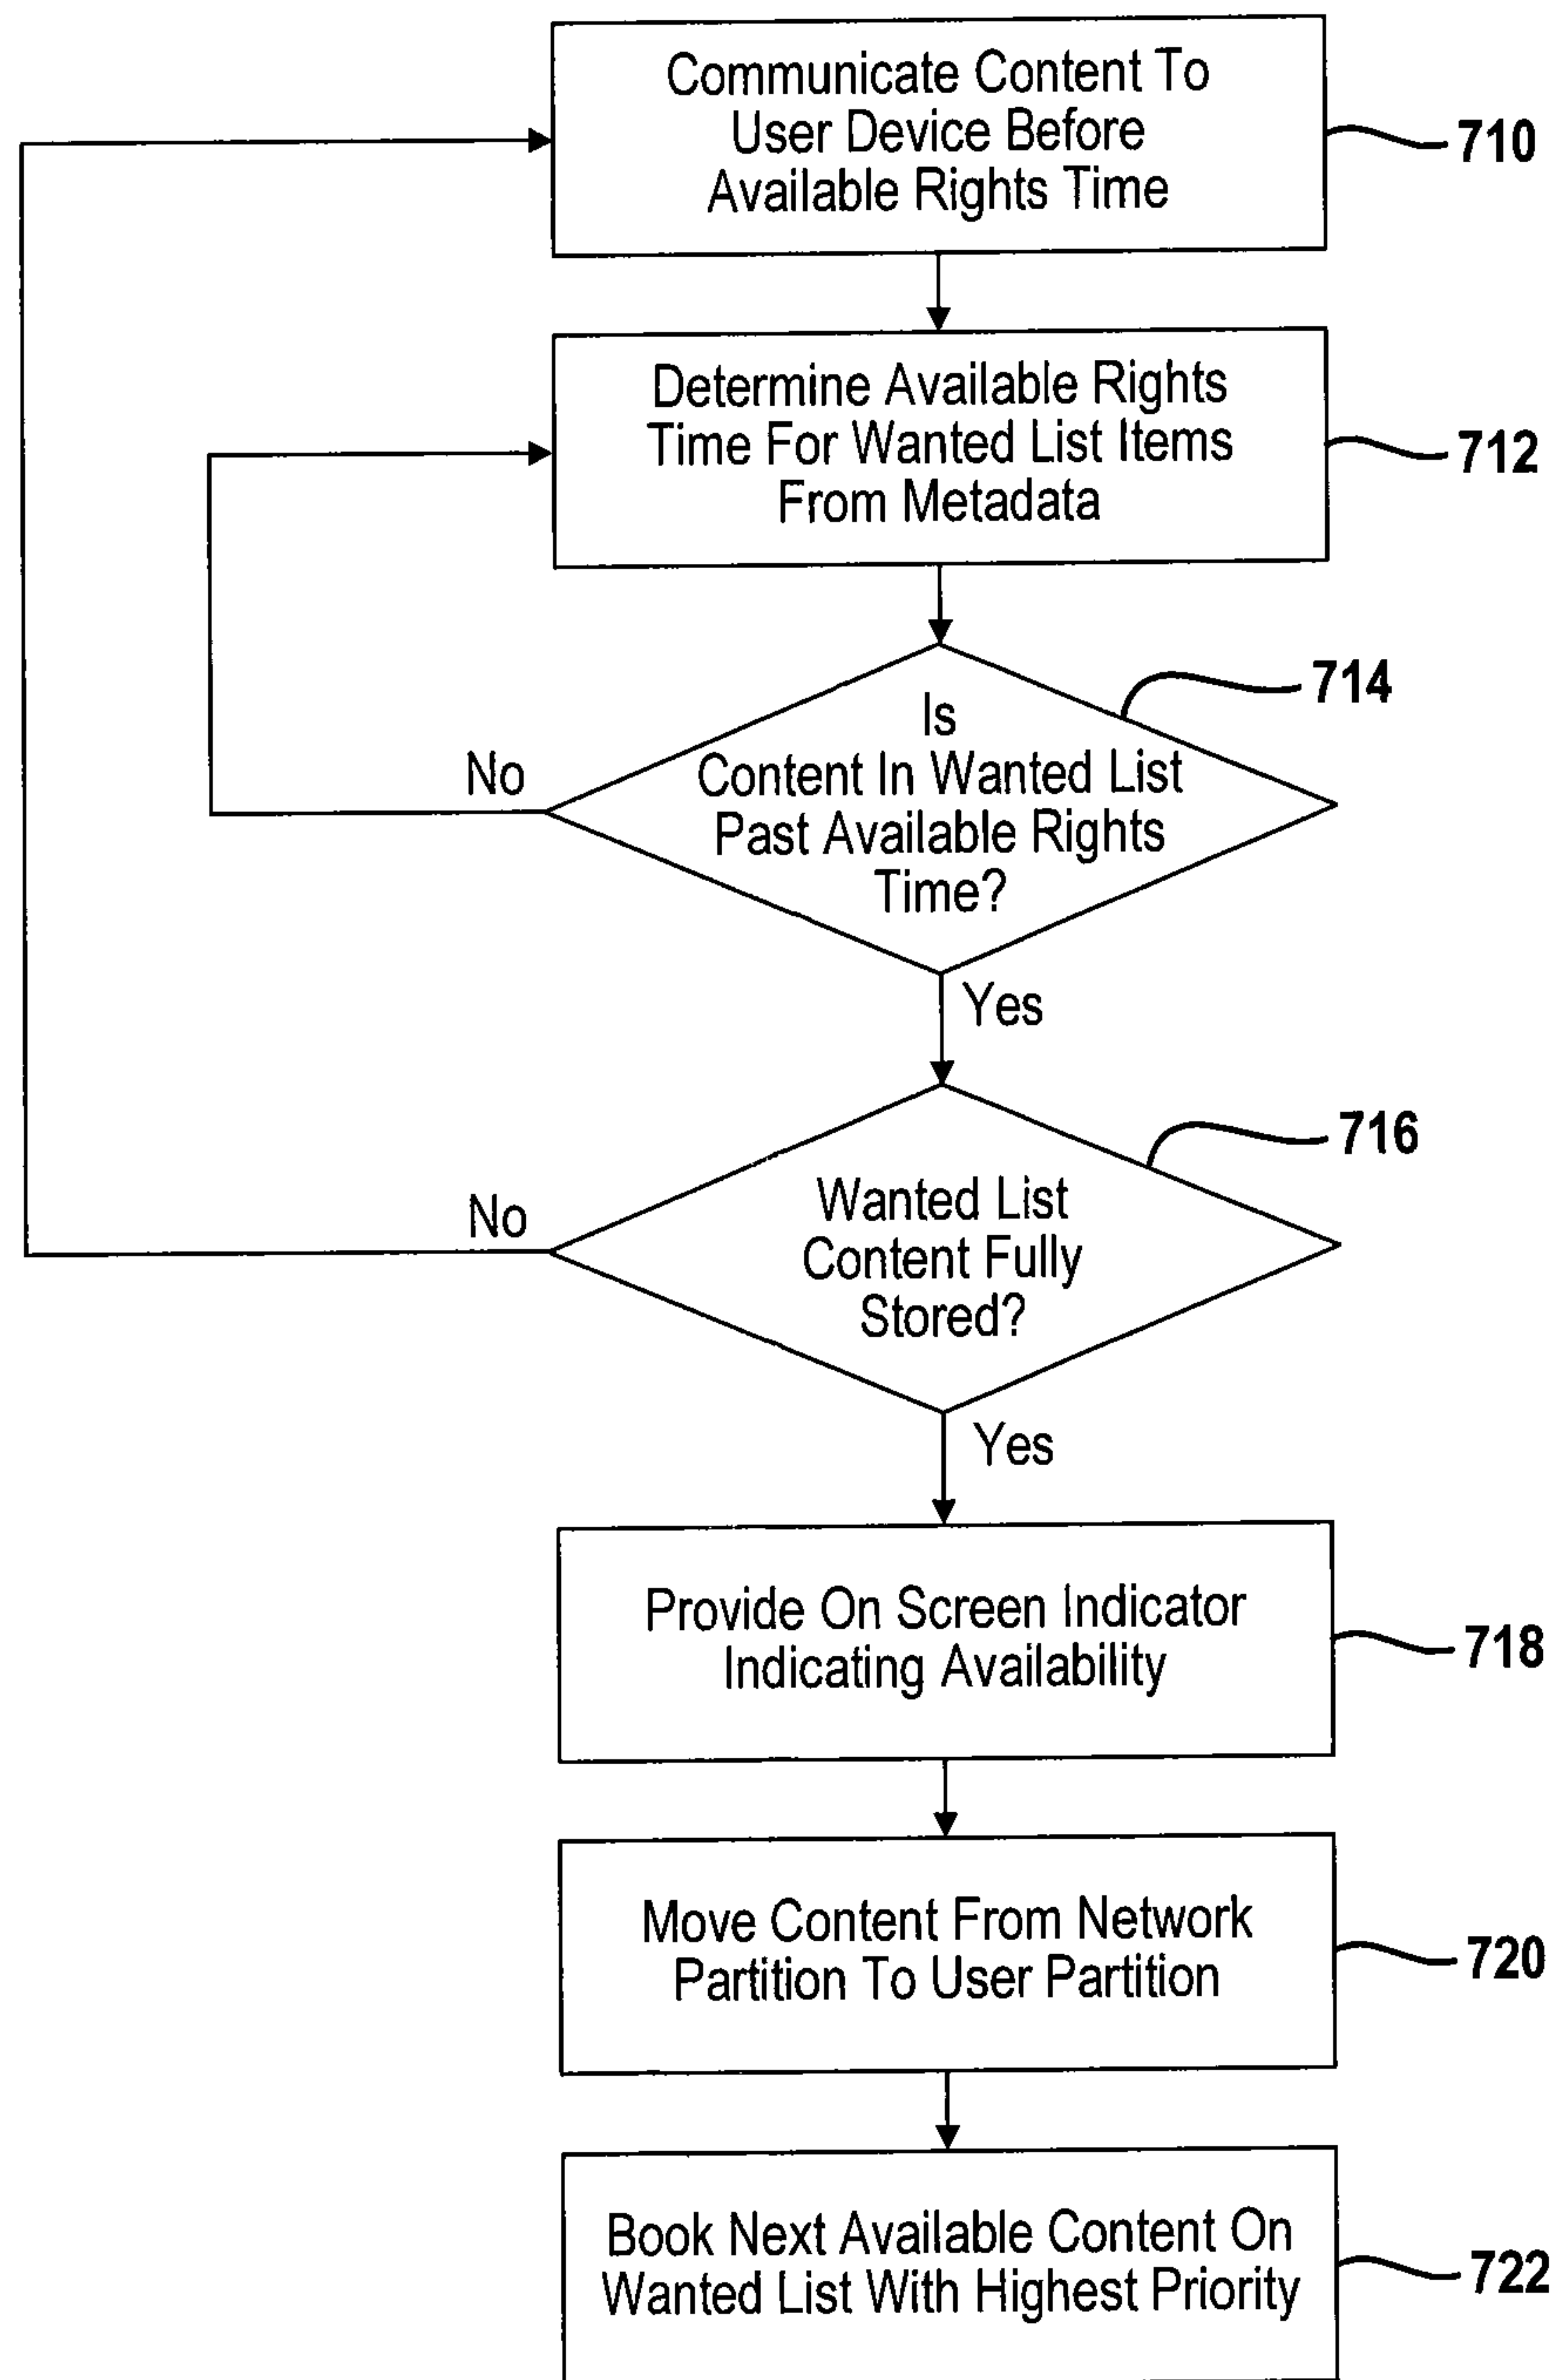 Communicate Content To
User Device Before
Available Rights Time
710
Determine Available Rights
Time For Wanted List Items
From Metadata
712
714
Is
Content In Wanted List
Past Available Rights
Time?
No
Yes
716
Wanted List
Content Fully
Stored?
No
Yes
Provide On Screen Indicator
Indicating Availability
718
Move Content From Network
Partition To User Partition
720
Book Next Available Content On
Wanted List With Highest Priority
722